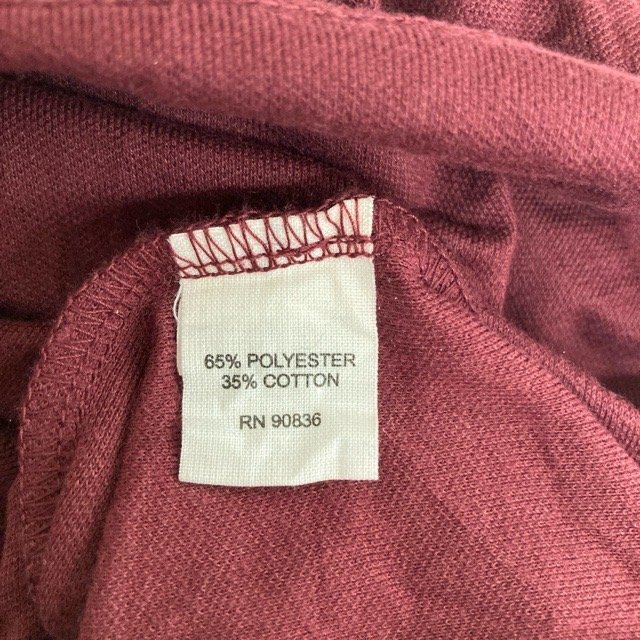 65% POLYESTER
35% COTTON
RN 90836